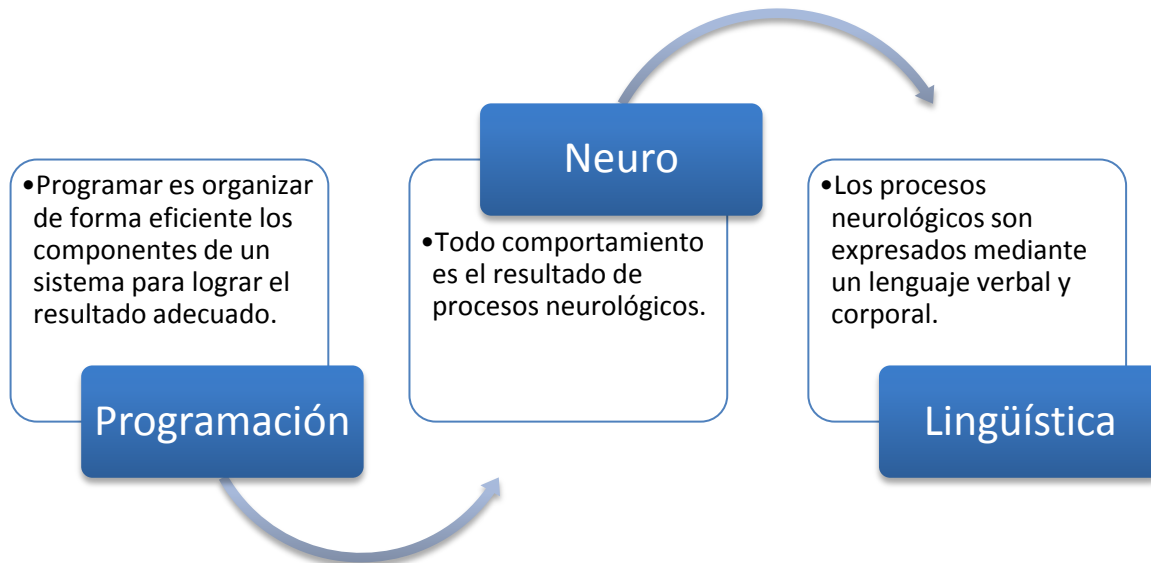 •Programar es organizar
de forma eficiente los
componentes de un
sistema para lograr el
resultado adecuado.
Programación
Neuro
•Todo comportamiento
es el resultado de
procesos neurológicos.
•Los procesos
neurológicos son
expresados mediante
un lenguaje verbal y
corporal.
Lingüística